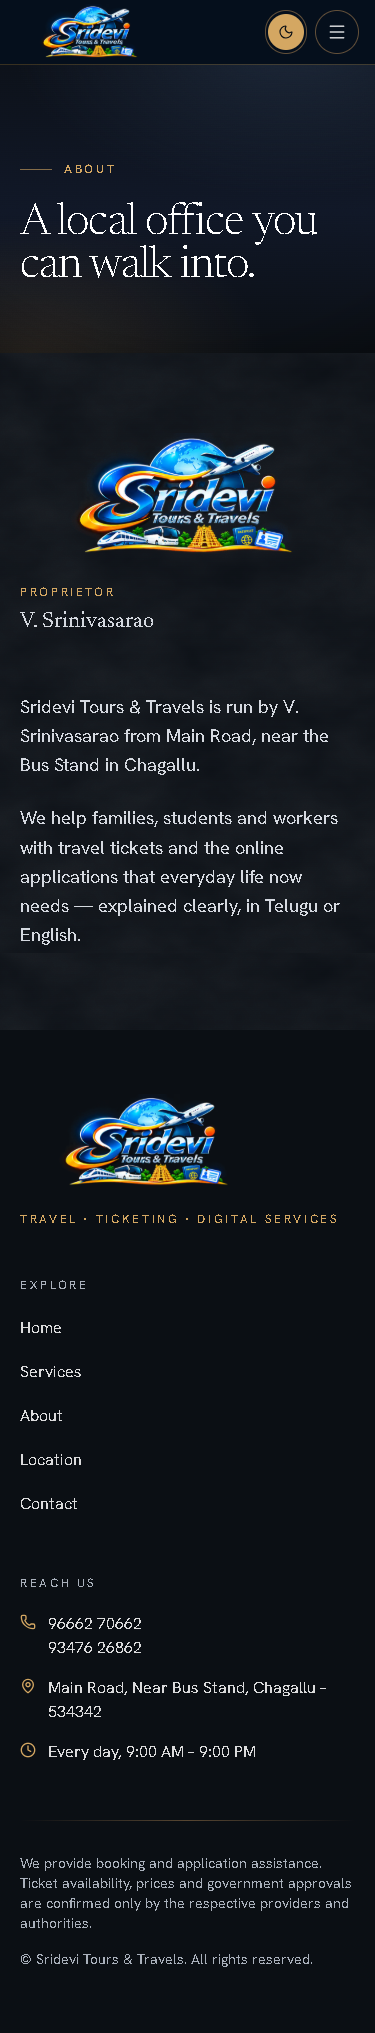 Sridevi
Tours & Travels
ABOUT
A local office you
can walk into.
Sridevi
Tours & Travels
PROPRIETOR
V. Srinivasarao
Sridevi Tours & Travels is run by V.
Srinivasarao from Main Road, near the
Bus Stand in Chagallu.
We help families, students and workers
with travel tickets and the online
applications that everyday life now
needs — explained clearly, in Telugu or
English.
Sridevi
Tours & Travels
TRAVEL • TICKETING • DIGITAL SERVICES
EXPLORE
Home
Services
About
Location
Contact
REACH US
96662 70662
93476 26862
Main Road, Near Bus Stand, Chagallu –
534342
Every day, 9:00 AM – 9:00 PM
We provide booking and application assistance.
Ticket availability, prices and government approvals
are confirmed only by the respective providers and
authorities.
© Sridevi Tours & Travels. All rights reserved.